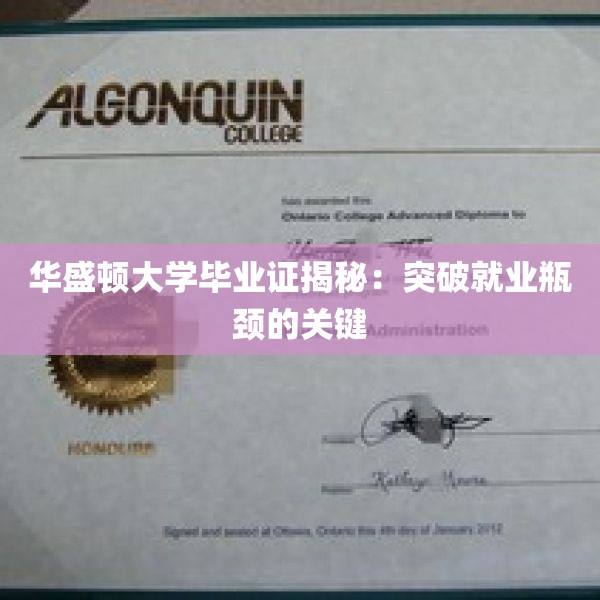 ALGONQUIN
COLLEGE
has awarded this
Ontario College Advanced Diploma to
华盛顿大学毕业证揭秘：突破就业瓶
颈的关键
Administration
HONOURS
Signed and sealed at Ottawa, Ontario this 4th day of January 2012